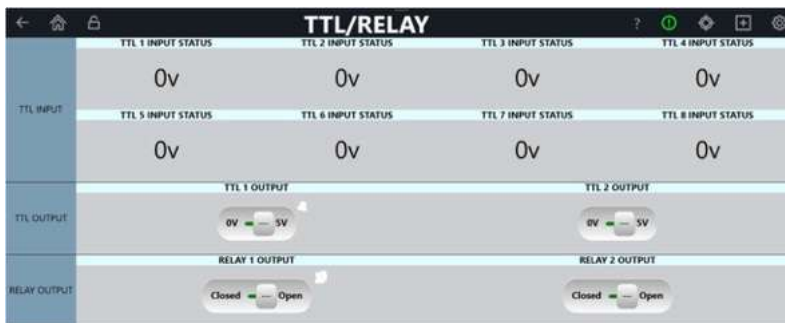 TTL/RELAY
?
TTL 1 INPUT STATUS TTL 2 INPUT STATUS TTL 3 INPUT STATUS TTL 4 INPUT STATUS
0v 0v 0v 0v
TTL INPUT
TTL 5 INPUT STATUS TTL 6 INPUT STATUS TTL 7 INPUT STATUS TTL 8 INPUT STATUS
0v 0v 0v 0v
TTL 1 OUTPUT TTL 2 OUTPUT
TTL OUTPUT
0V 5V 0V 5V
RELAY 1 OUTPUT RELAY 2 OUTPUT
RELAY OUTPUT
Closed Open Closed Open